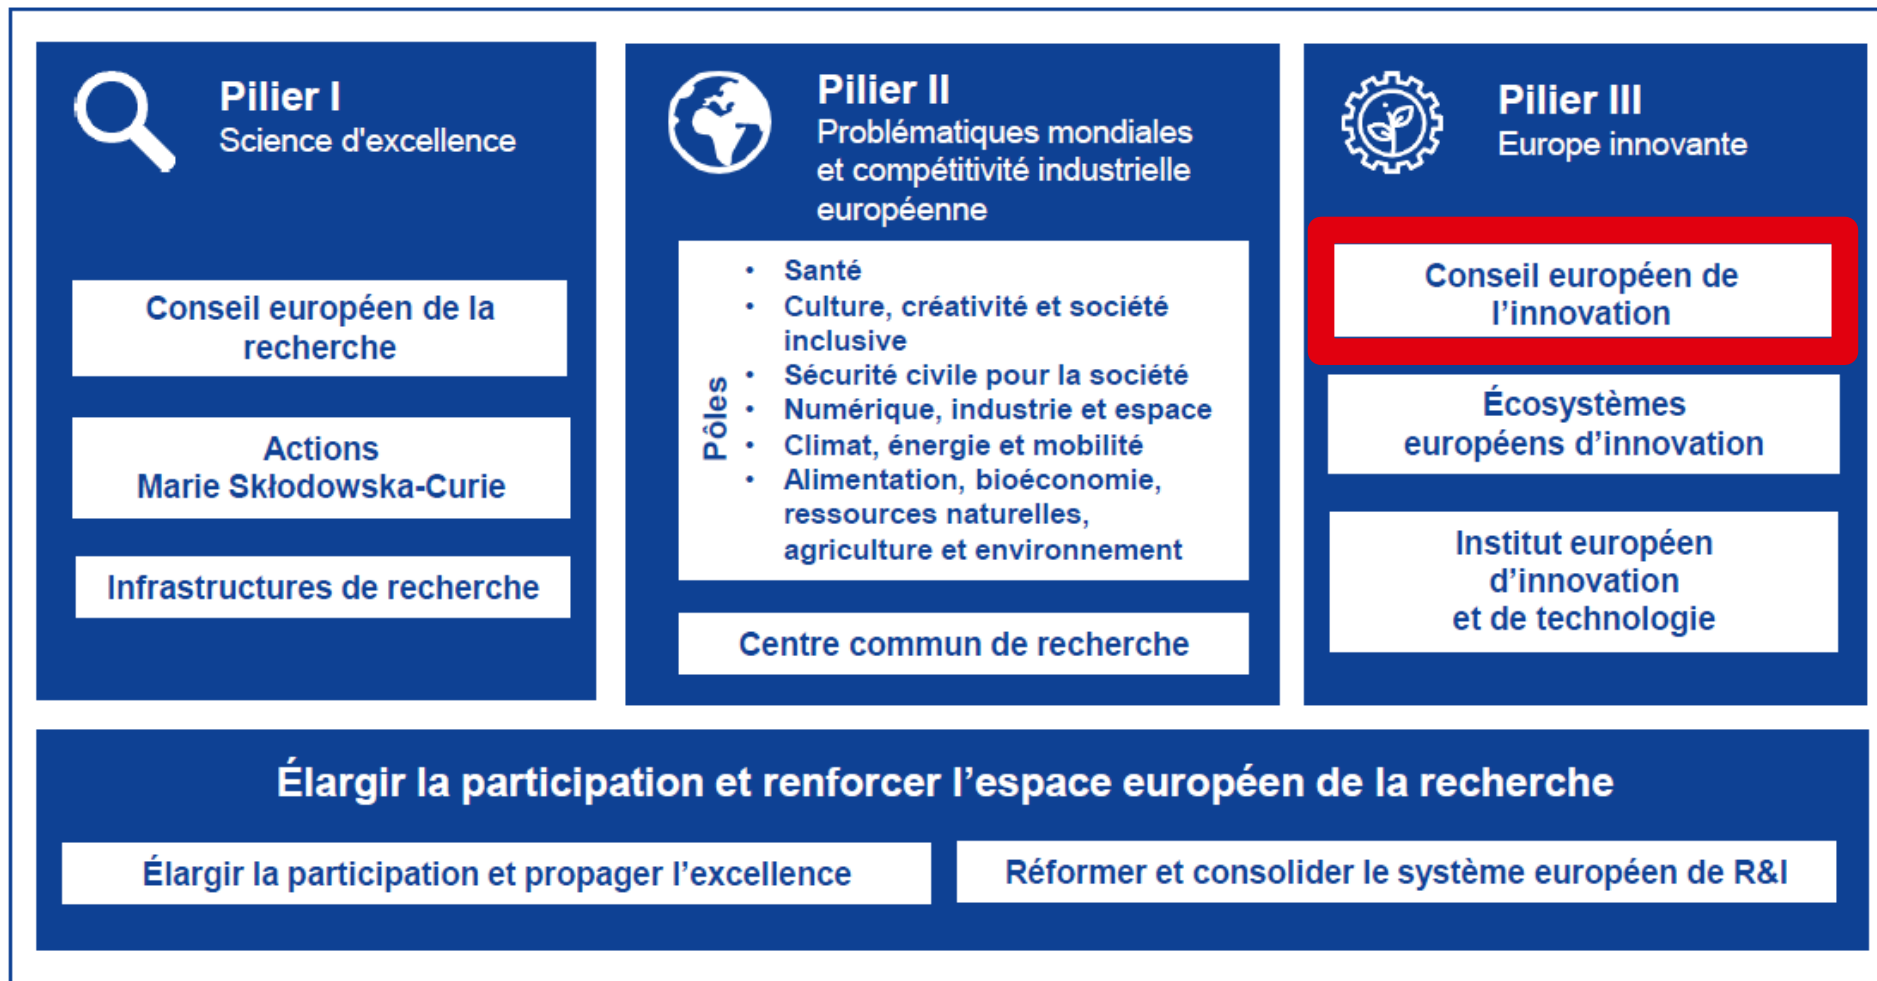 Pilier I
Science d'excellence
Conseil européen de la
recherche
Actions
Marie Skłodowska-Curie
Infrastructures de recherche
Pilier II
Problématiques mondiales
et compétitivité industrielle
européenne
Pôles
• Santé
• Culture, créativité et société
inclusive
• Sécurité civile pour la société
• Numérique, industrie et espace
• Climat, énergie et mobilité
• Alimentation, bioéconomie,
ressources naturelles,
agriculture et environnement
Centre commun de recherche
Pilier III
Europe innovante
Conseil européen de
l’innovation
Écosystèmes
européens d’innovation
Institut européen
d’innovation
et de technologie
Élargir la participation et renforcer l’espace européen de la recherche
Élargir la participation et propager l’excellence
Réformer et consolider le système européen de R&I